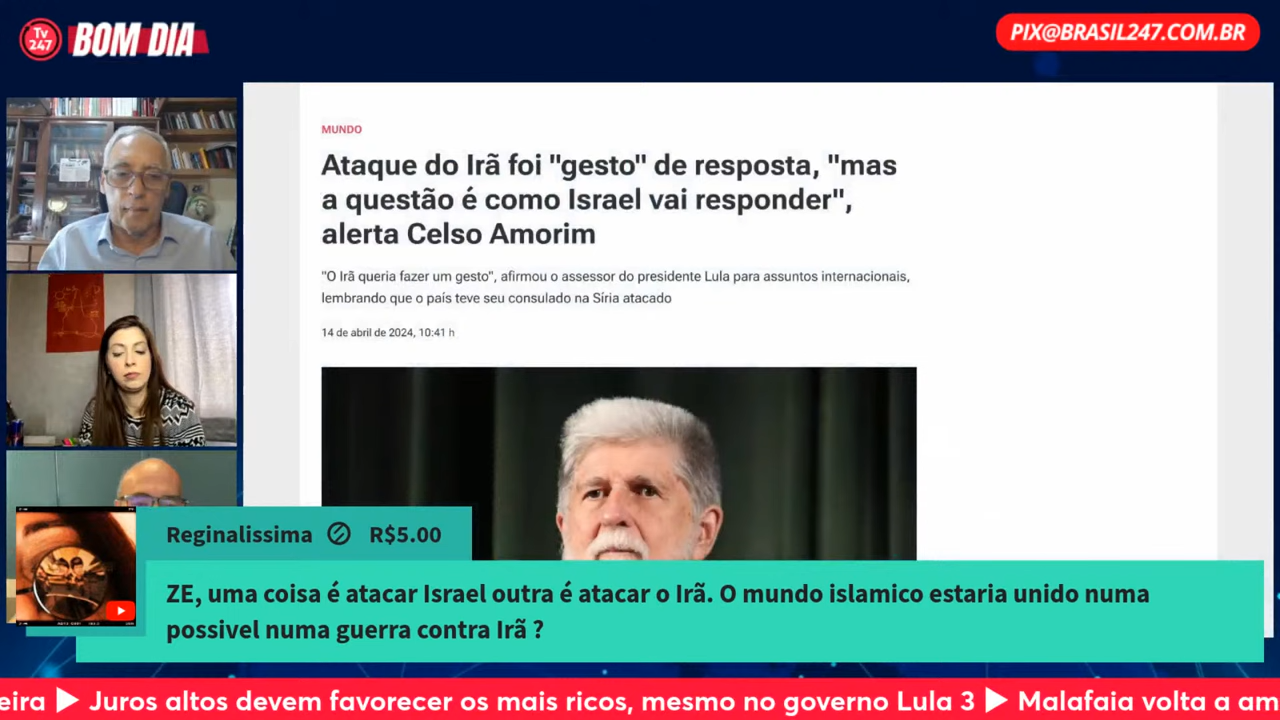 Tv 247 BOM DIA
PIX@BRASIL247.COM.BR
MUNDO
Ataque do Irã foi "gesto" de resposta, "mas
a questão é como Israel vai responder",
alerta Celso Amorim
"O Irã queria fazer um gesto", afirmou o assessor do presidente Lula para assuntos internacionais,
lembrando que o país teve seu consulado na Síria atacado
14 de abril de 2024, 10:41 h
Reginalissima R$5.00
ZE, uma coisa é atacar Israel outra é atacar o Irã. O mundo islamico estaria unido numa
possivel numa guerra contra Irã ?
eira ▶ Juros altos devem favorecer os mais ricos, mesmo no governo Lula 3 ▶ Malafaia volta a am